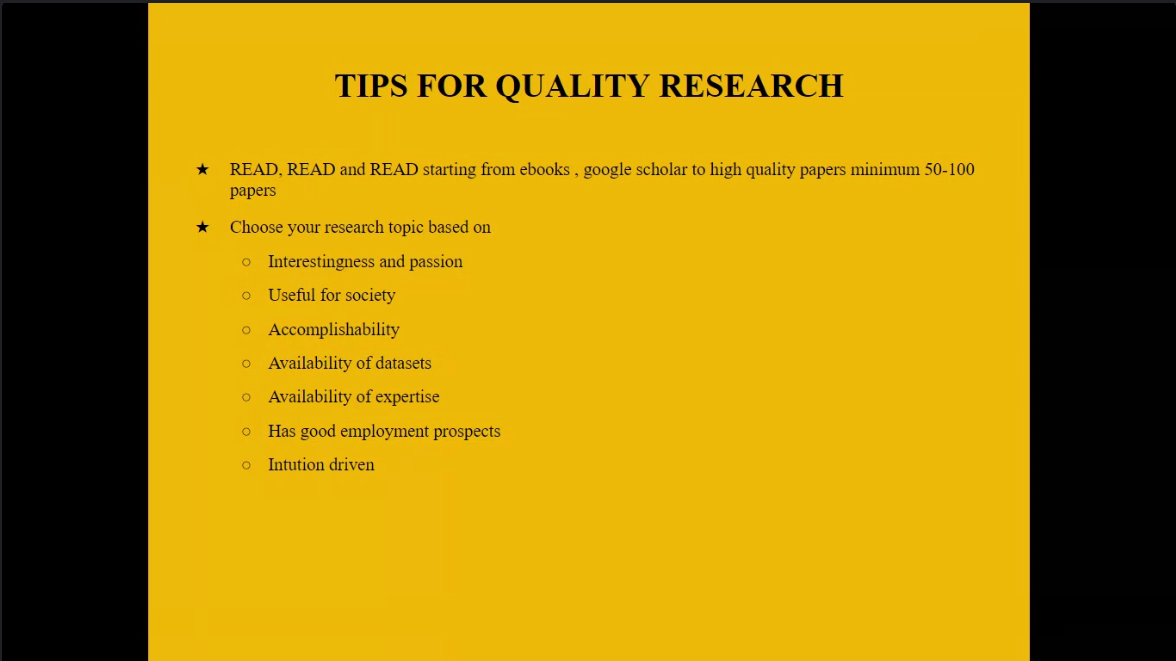 TIPS FOR QUALITY RESEARCH
★ READ, READ and READ starting from ebooks , google scholar to high quality papers minimum 50-100
papers
★ Choose your research topic based on
○ Interestingness and passion
○ Useful for society
○ Accomplishability
○ Availability of datasets
○ Availability of expertise
○ Has good employment prospects
○ Intution driven